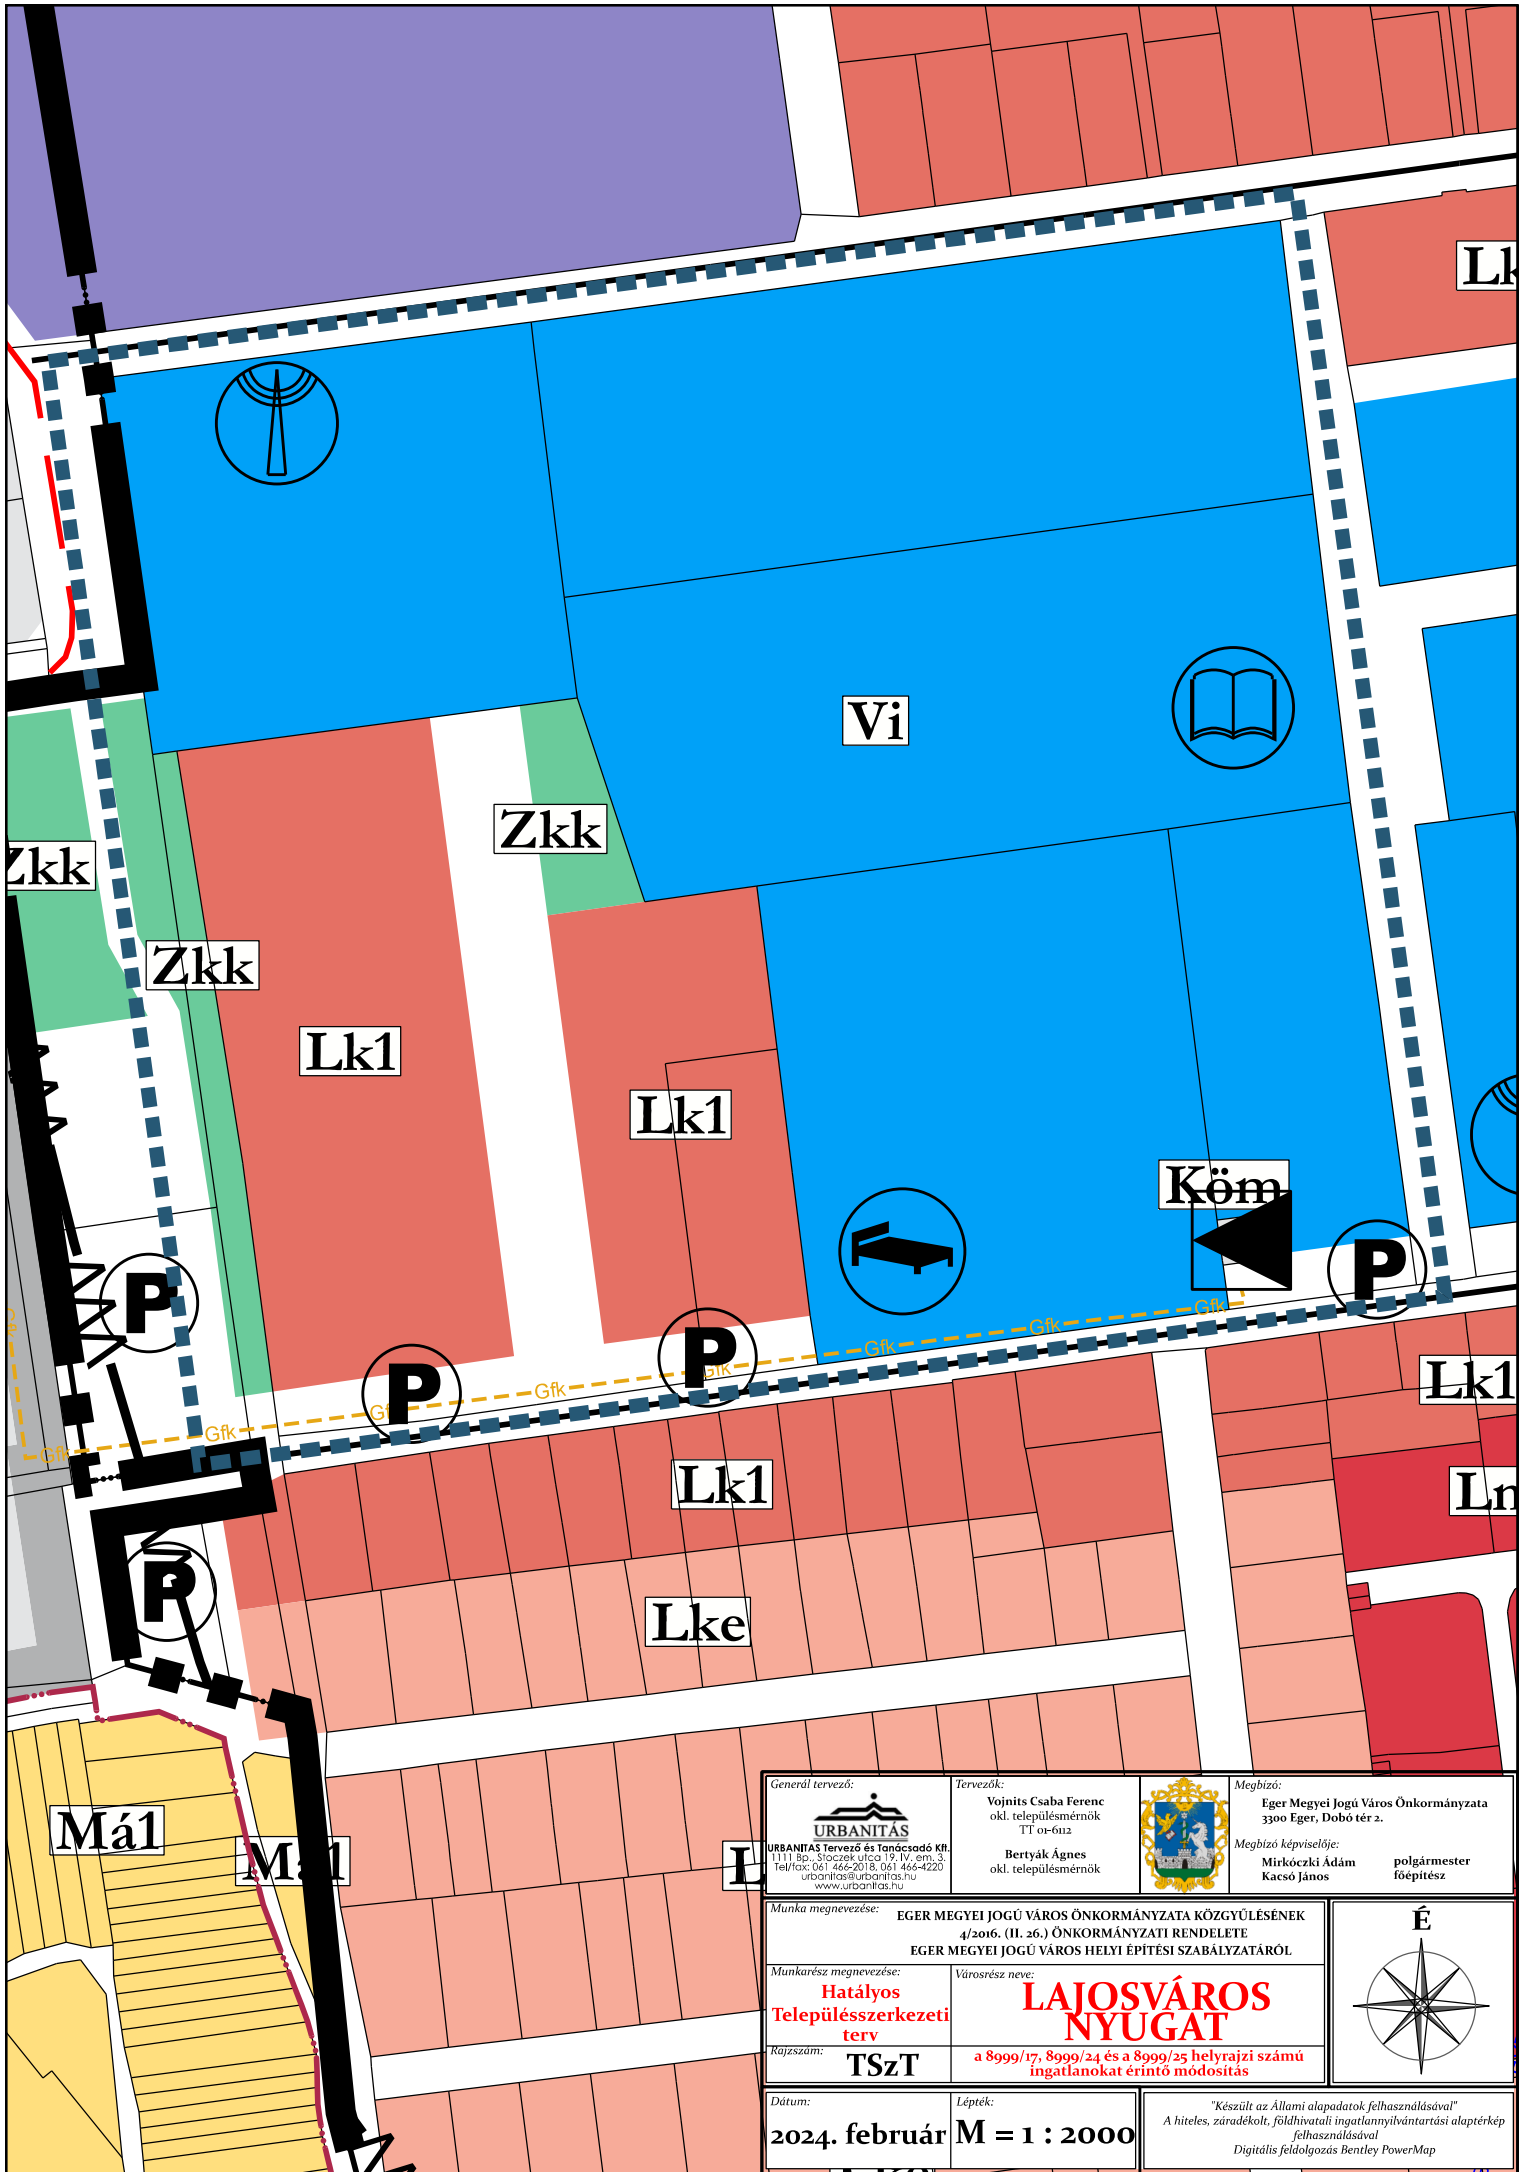 Lk
Vi
Zkk
Zkk
Zkk
Lk1
Lk1
Köm
P
P
P
P
Gfk
Gfk
Gfk
Gfk
Gfk
Gfk
Lk1
Lk1
Ln
P
Lke
Má1
Má1
L
Generál tervező:
URBANITÁS
URBANITAS Tervező és Tanácsadó Kft.
1111 Bp., Stoczek utca 19. IV. em. 3.
Tel/fax: 061 466-2018, 061 466-4220
urbanitas@urbanitas.hu
www.urbanitas.hu
Tervezők:
Vojnits Csaba Ferenc
okl. településmérnök
TT 01-6112
Bertyák Ágnes
okl. településmérnök
Megbízó:
Eger Megyei Jogú Város Önkormányzata
3300 Eger, Dobó tér 2.
Megbízó képviselője:
Mirkóczki Ádám polgármester
Kacsó János főépítész
Munka megnevezése:
EGER MEGYEI JOGÚ VÁROS ÖNKORMÁNYZATA KÖZGYŰLÉSÉNEK
4/2016. (II. 26.) ÖNKORMÁNYZATI RENDELETE
EGER MEGYEI JOGÚ VÁROS HELYI ÉPÍTÉSI SZABÁLYZATÁRÓL
Munkarész megnevezése:
Hatályos
Településszerkezeti
terv
Városrész neve:
LAJOSVÁROS
NYUGAT
Rajzszám:
TSzT
a 8999/17, 8999/24 és a 8999/25 helyrajzi számú
ingatlanokat érintő módosítás
É
Dátum:
2024. február
Lépték:
M = 1 : 2000
"Készült az Állami alapadatok felhasználásával"
A hiteles, záradékolt, földhivatali ingatlannyilvántartási alaptérkép
felhasználásával
Digitális feldolgozás Bentley PowerMap